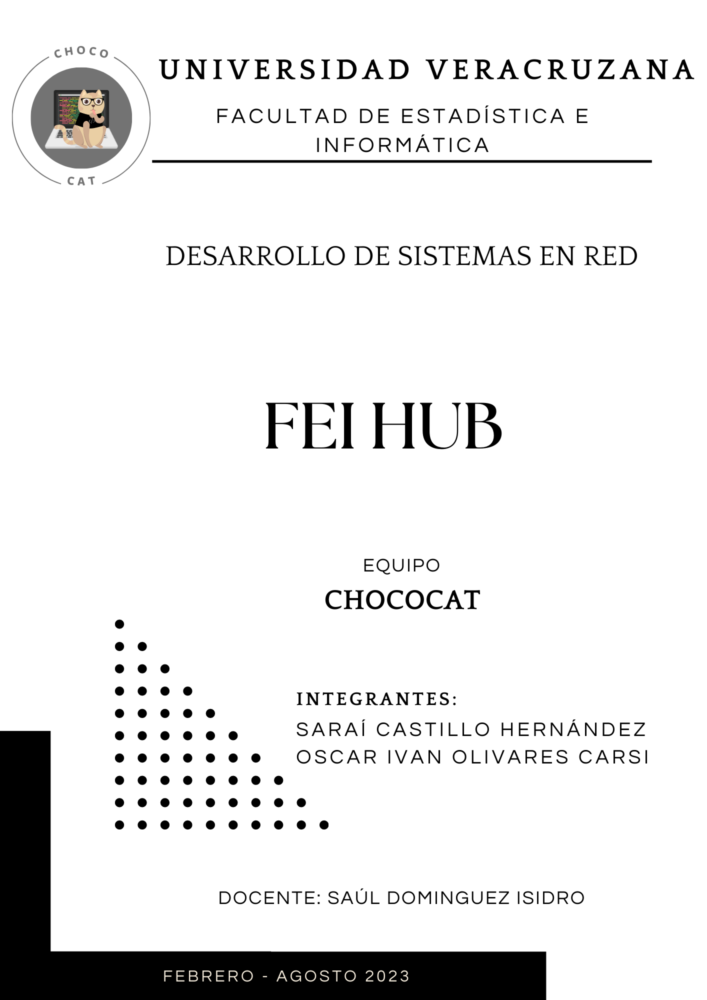 CHOCO
CAT
UNIVERSIDAD VERACRUZANA
FACULTAD DE ESTADÍSTICA E
INFORMÁTICA
DESARROLLO DE SISTEMAS EN RED
FEI HUB
EQUIPO
CHOCOCAT
INTEGRANTES:
SARAÍ CASTILLO HERNÁNDEZ
OSCAR IVAN OLIVARES CARSI
DOCENTE: SAÚL DOMINGUEZ ISIDRO
FEBRERO - AGOSTO 2023